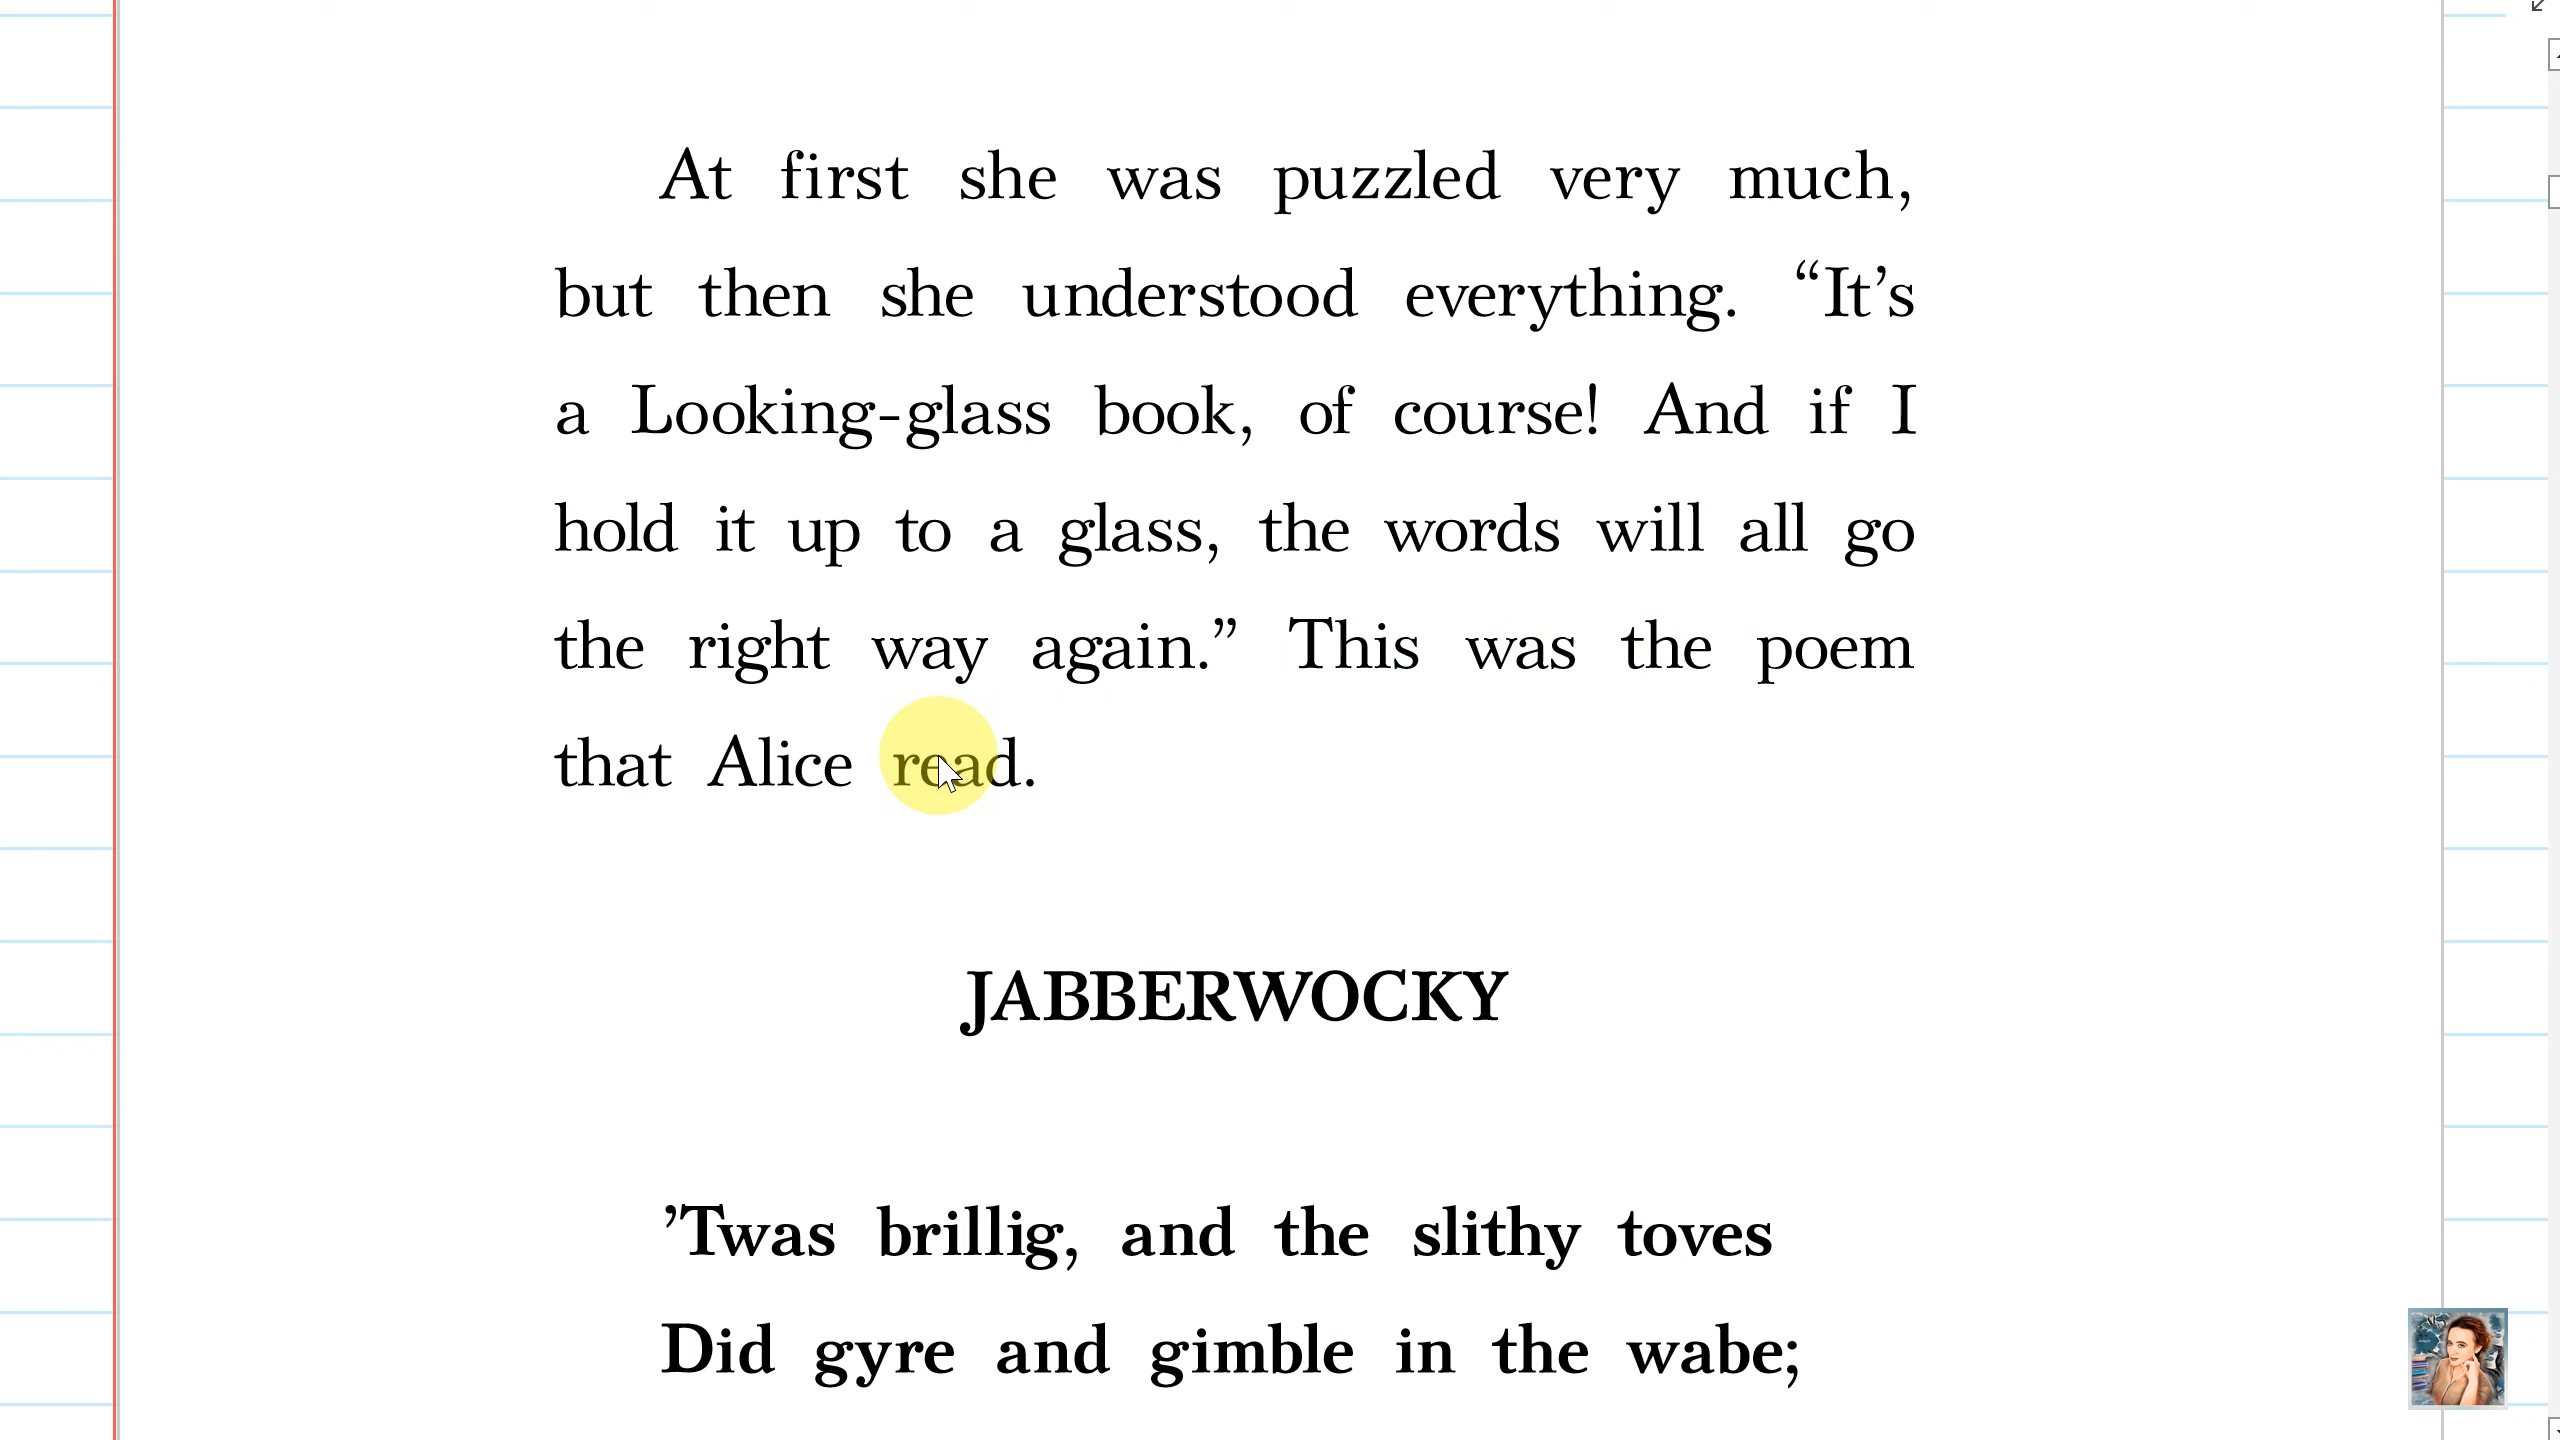 At first she was puzzled very much,
but then she understood everything. “It’s
a Looking-glass book, of course! And if I
hold it up to a glass, the words will all go
the right way again.” This was the poem
that Alice read.
JABBERWOCKY
’Twas brillig, and the slithy toves
Did gyre and gimble in the wabe;